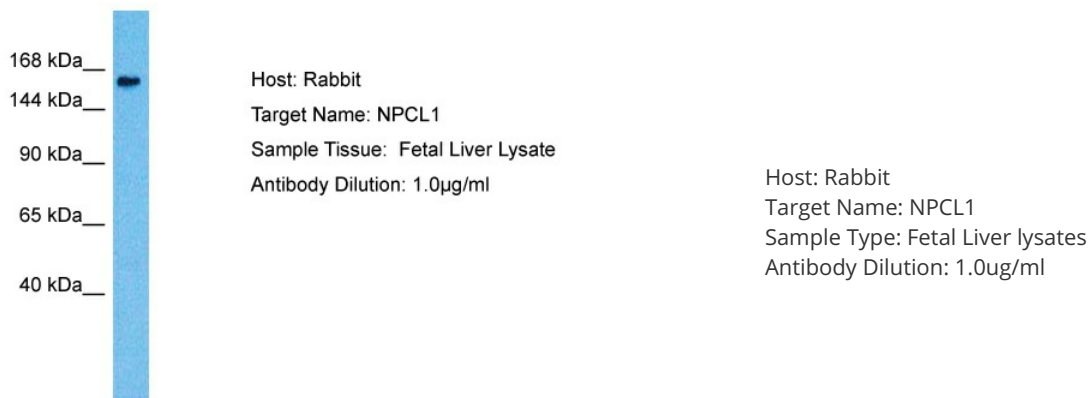 168 kDa__
144 kDa__
90 kDa__
65 kDa__
40 kDa__
Host: Rabbit
Target Name: NPCL1
Sample Tissue: Fetal Liver Lysate
Antibody Dilution: 1.0µg/ml
Host: Rabbit
Target Name: NPCL1
Sample Type: Fetal Liver lysates
Antibody Dilution: 1.0ug/ml